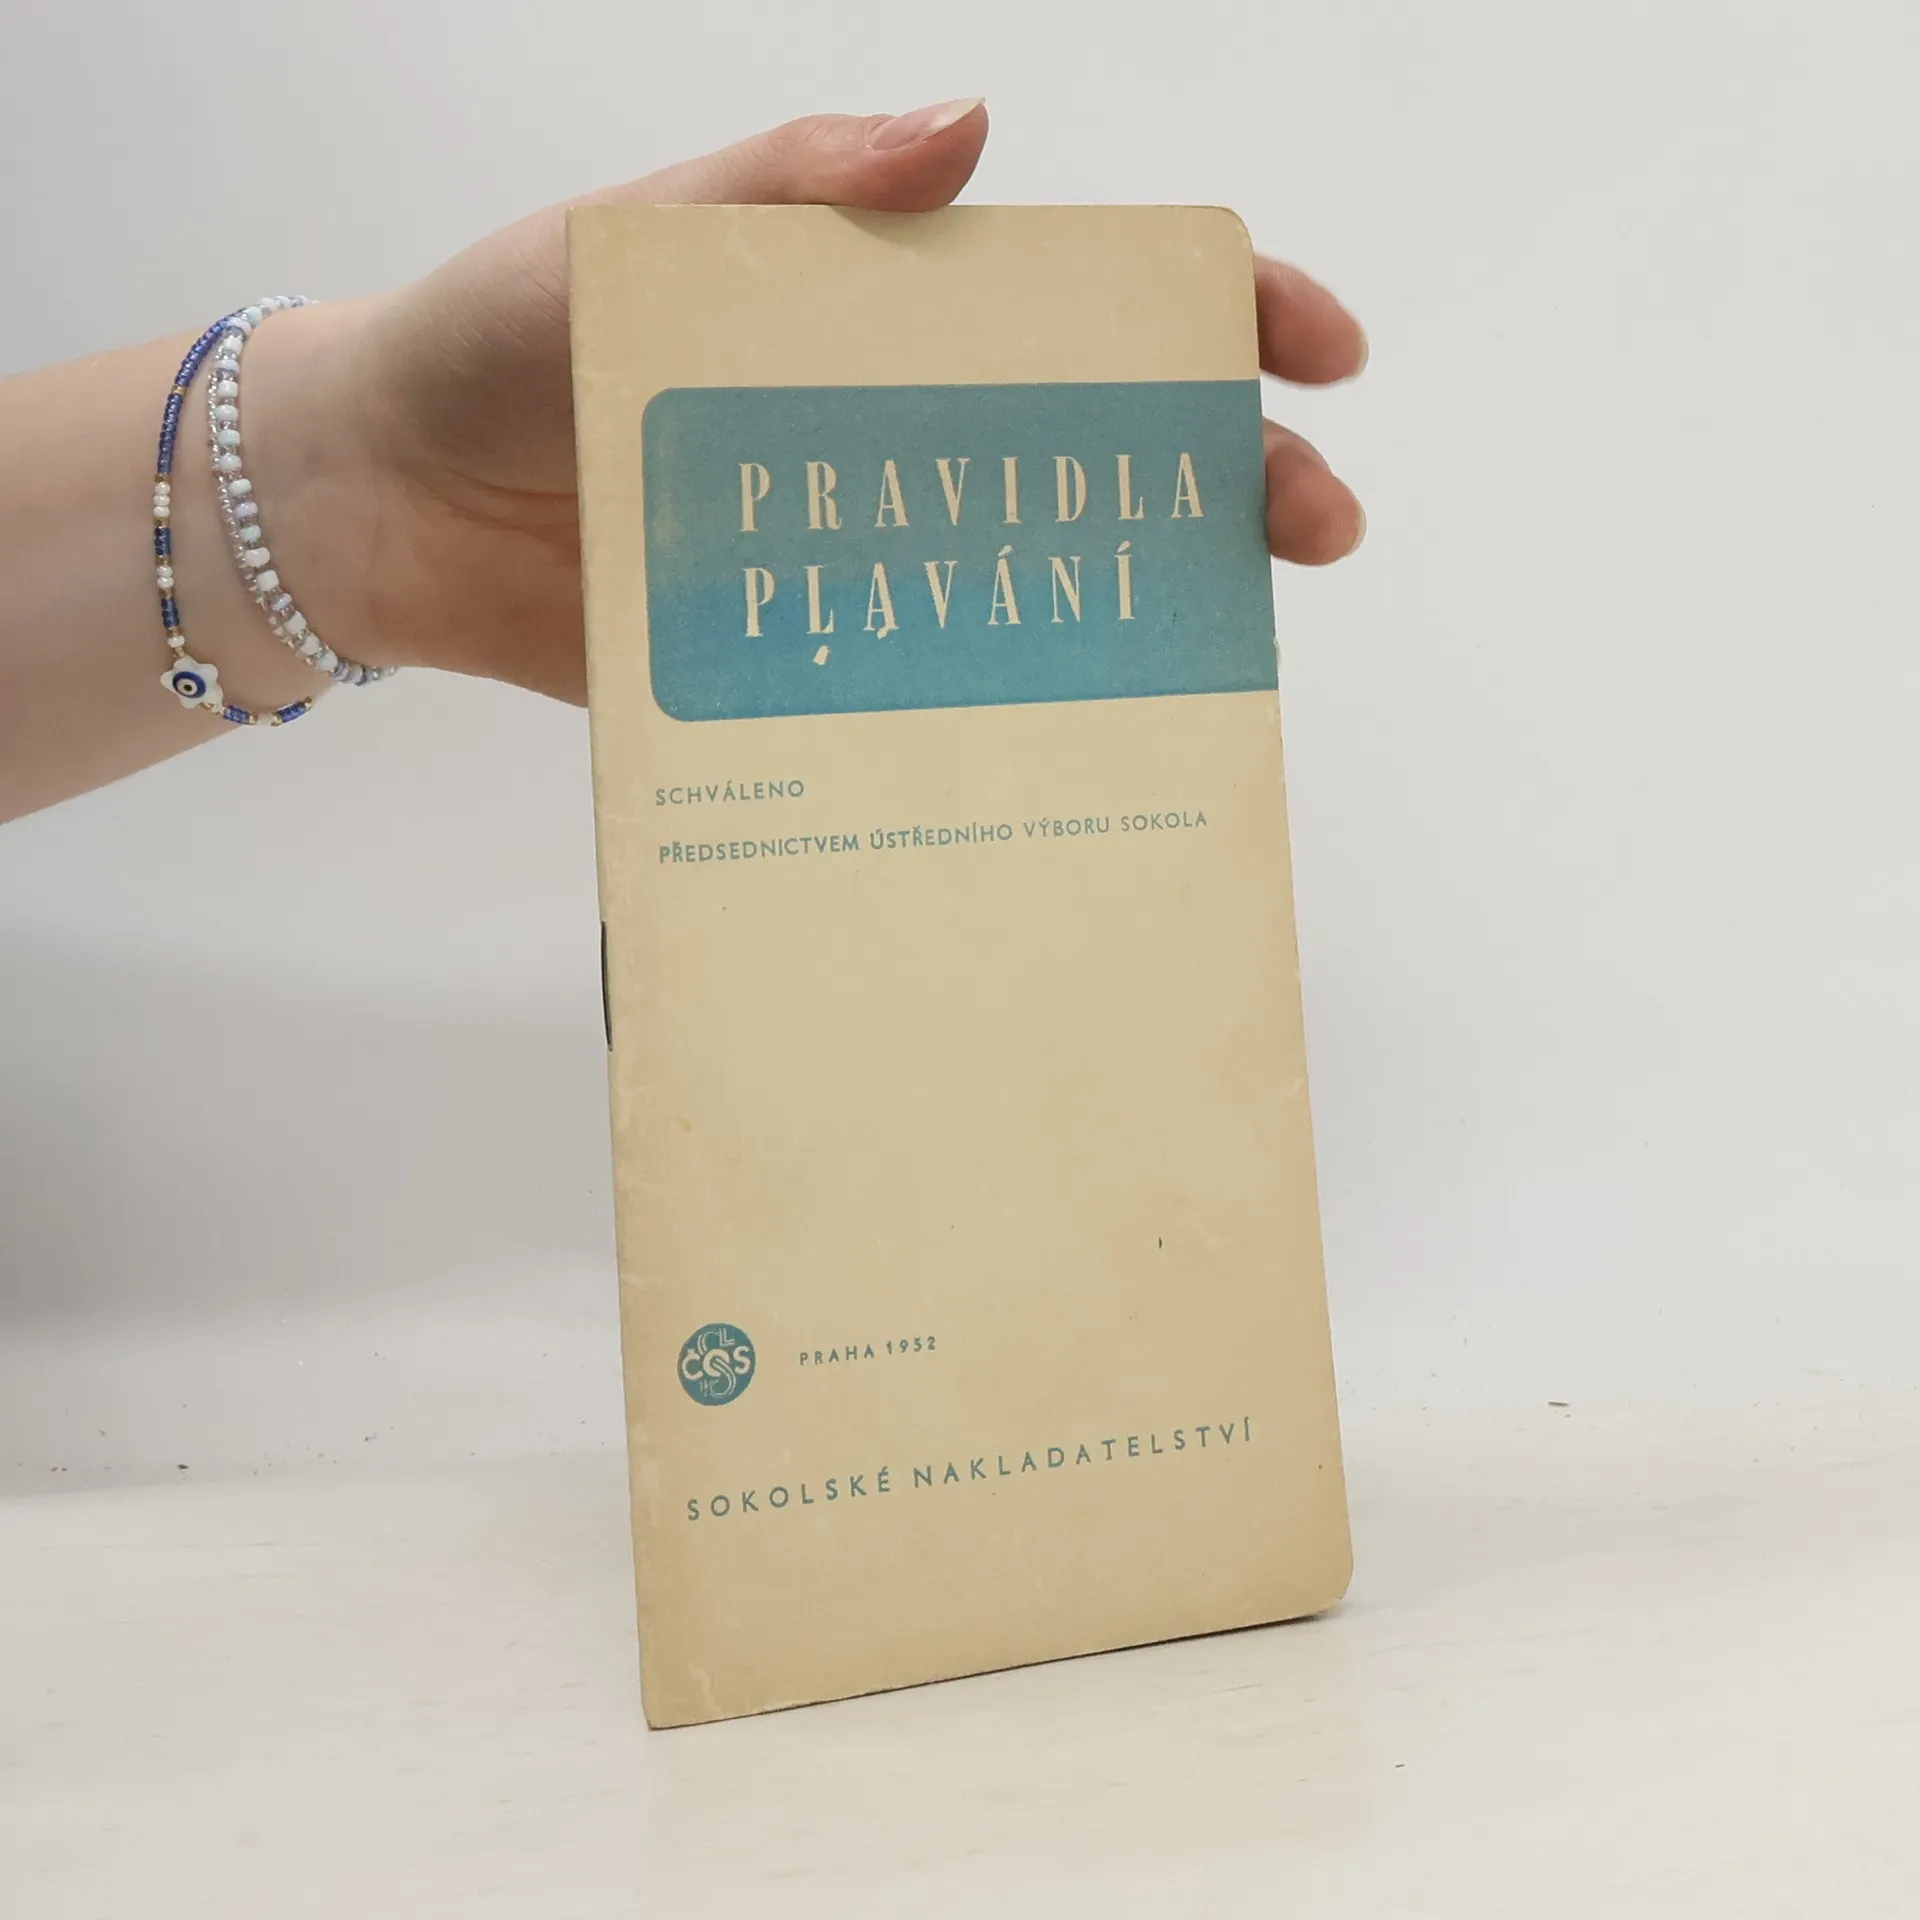 PRAVIDLA
PLAVÁNÍ
SCHVÁLENO
PŘEDSEDNICTVEM ÚSTŘEDNÍHO VÝBORU SOKOLA
ČOS
PRAHA 1952
SOKOLSKÉ NAKLADATELSTVÍ